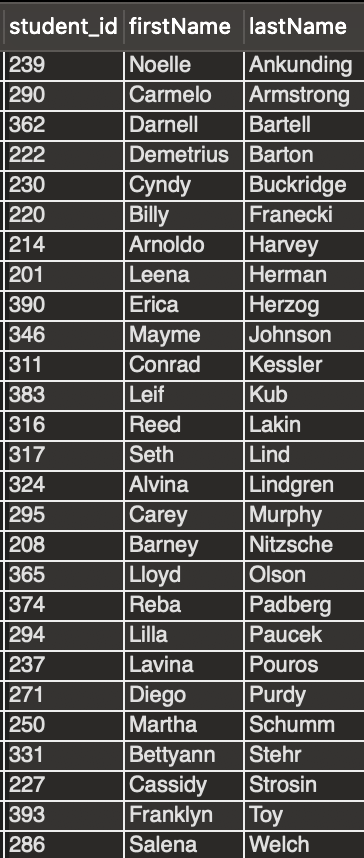 student_id firstName lastName
239 Noelle Ankunding
290 Carmelo Armstrong
362 Darnell Bartell
222 Demetrius Barton
230 Cyndy Buckridge
220 Billy Franecki
214 Arnoldo Harvey
201 Leena Herman
390 Erica Herzog
346 Mayme Johnson
311 Conrad Kessler
383 Leif Kub
316 Reed Lakin
317 Seth Lind
324 Alvina Lindgren
295 Carey Murphy
208 Barney Nitzsche
365 Lloyd Olson
374 Reba Padberg
294 Lilla Paucek
237 Lavina Pouros
271 Diego Purdy
250 Martha Schumm
331 Bettyann Stehr
227 Cassidy Strosin
393 Franklyn Toy
286 Salena Welch